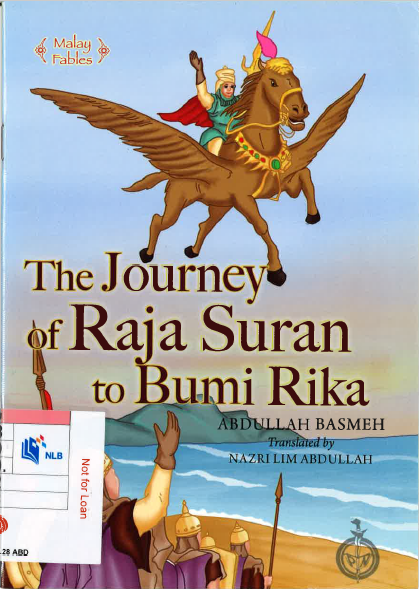 Malay
Fables
The Journey
of Raja Suran
to Bumi Rika
ABDULLAH BASMEH
Translated by
NAZRI LIM ABDULLAH
NLB
Not for Loan
.28 ABD